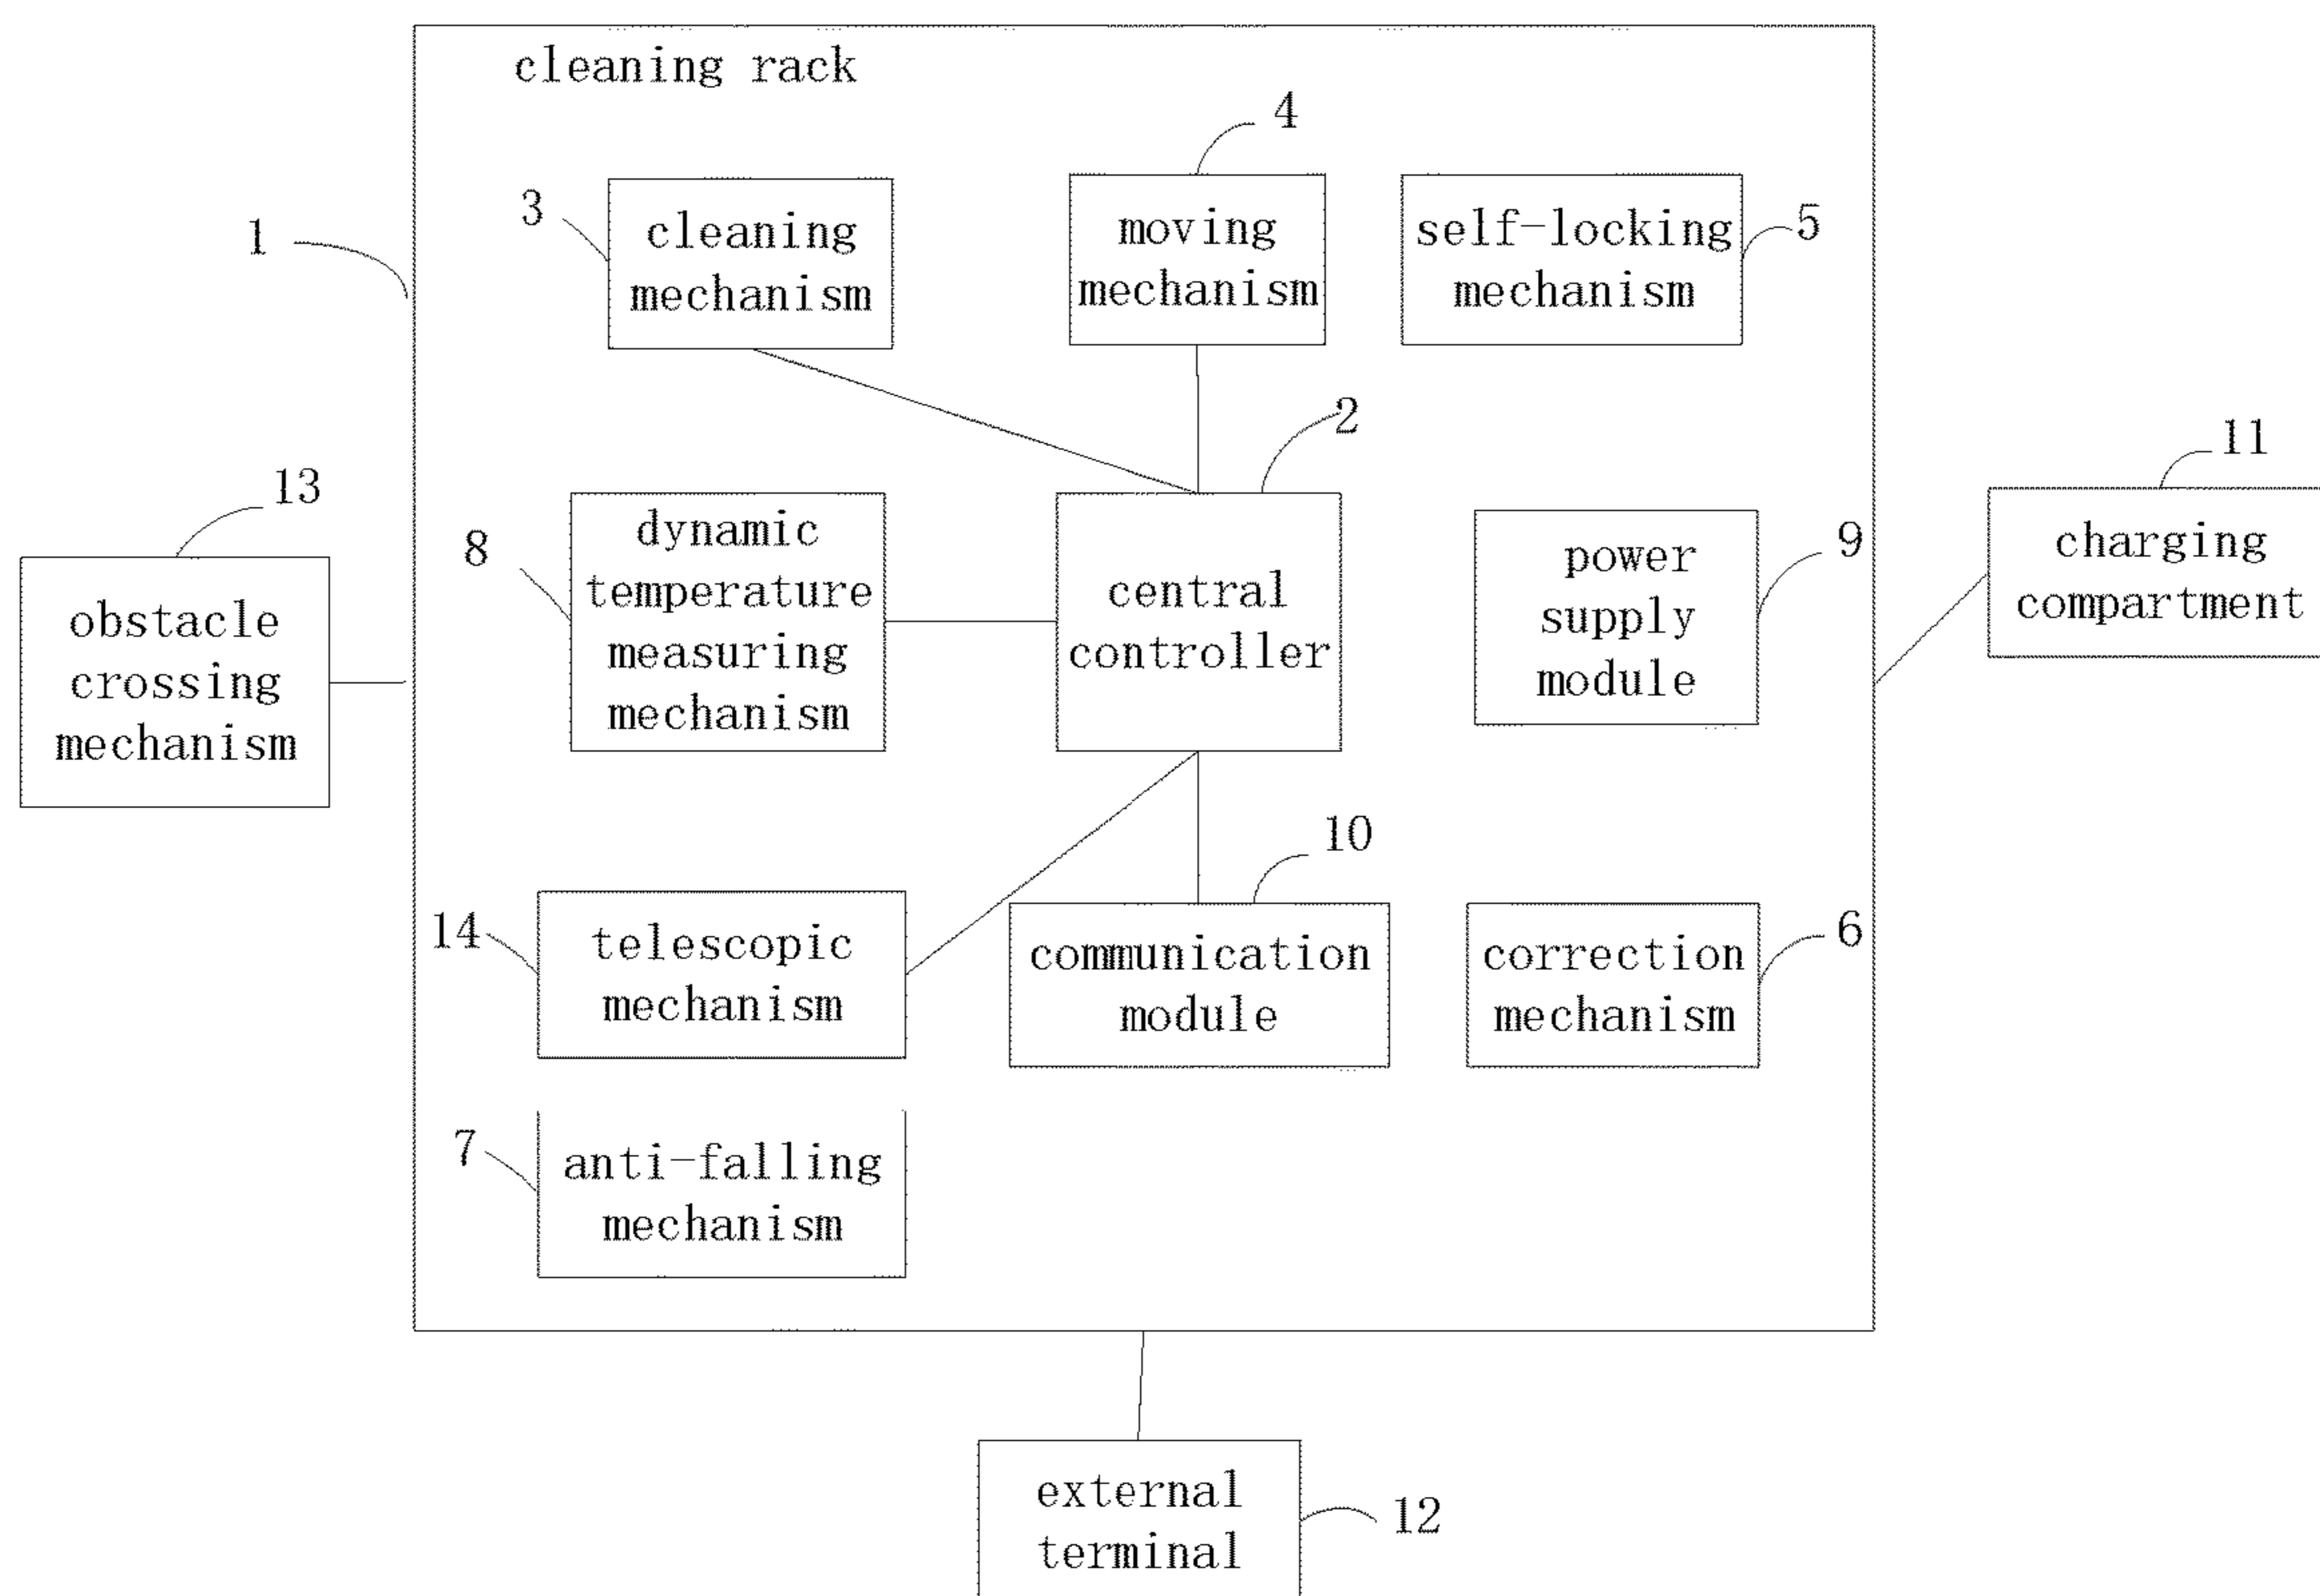 cleaning rack
4
3
cleaning
mechanism
moving
mechanism
self-locking
mechanism
5
1
2
11
13
8
dynamic
temperature
measuring
mechanism
central
controller
power
supply
module
9
charging
compartment
obstacle
crossing
mechanism
10
14
telescopic
mechanism
communication
module
correction
mechanism
6
7
anti-falling
mechanism
external
terminal
12